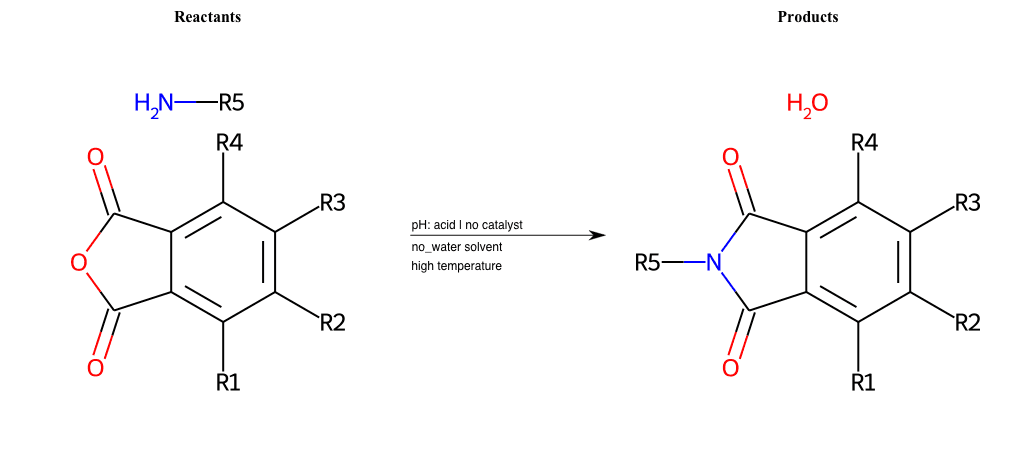 Reactants
Products
H2N R5
H2O
R4
R4
O
O
R3
R3
pH: acid | no catalyst
no_water solvent
high temperature
O
R5 N
R2
R2
O
O
R1
R1